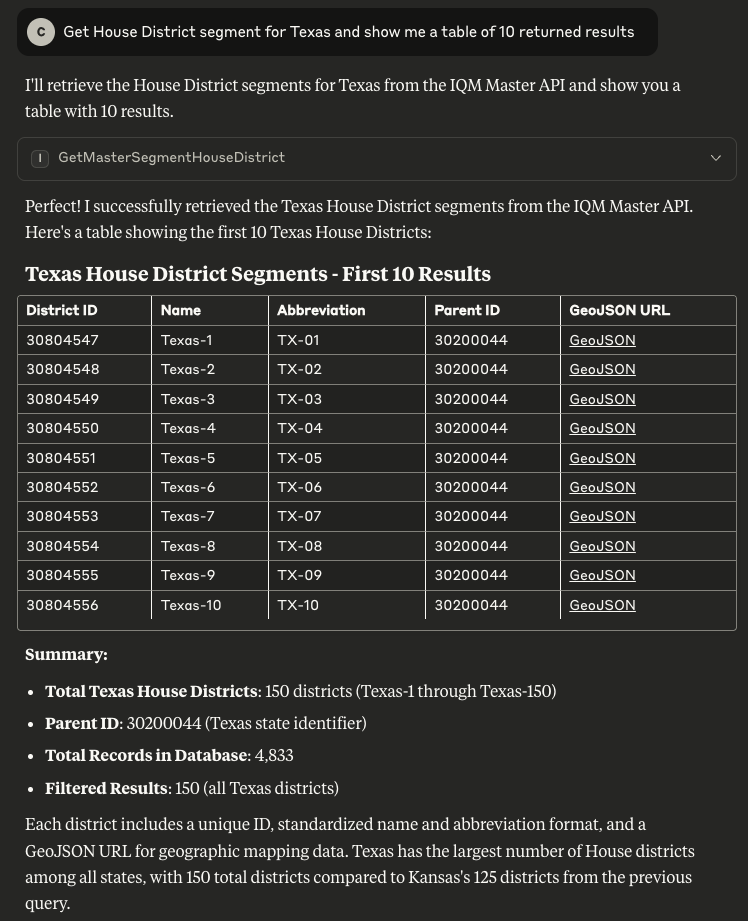 C Get House District segment for Texas and show me a table of 10 returned results
I'll retrieve the House District segments for Texas from the IQM Master API and show you a
table with 10 results.
I GetMasterSegmentHouseDistrict
Perfect! I successfully retrieved the Texas House District segments from the IQM Master API.
Here's a table showing the first 10 Texas House Districts:
Texas House District Segments - First 10 Results
District ID Name Abbreviation Parent ID GeoJSON URL
30804547 Texas-1 TX-01 30200044 GeoJSON
30804548 Texas-2 TX-02 30200044 GeoJSON
30804549 Texas-3 TX-03 30200044 GeoJSON
30804550 Texas-4 TX-04 30200044 GeoJSON
30804551 Texas-5 TX-05 30200044 GeoJSON
30804552 Texas-6 TX-06 30200044 GeoJSON
30804553 Texas-7 TX-07 30200044 GeoJSON
30804554 Texas-8 TX-08 30200044 GeoJSON
30804555 Texas-9 TX-09 30200044 GeoJSON
30804556 Texas-10 TX-10 30200044 GeoJSON
Summary:
• Total Texas House Districts: 150 districts (Texas-1 through Texas-150)
• Parent ID: 30200044 (Texas state identifier)
• Total Records in Database: 4,833
• Filtered Results: 150 (all Texas districts)
Each district includes a unique ID, standardized name and abbreviation format, and a
GeoJSON URL for geographic mapping data. Texas has the largest number of House districts
among all states, with 150 total districts compared to Kansas's 125 districts from the previous
query.